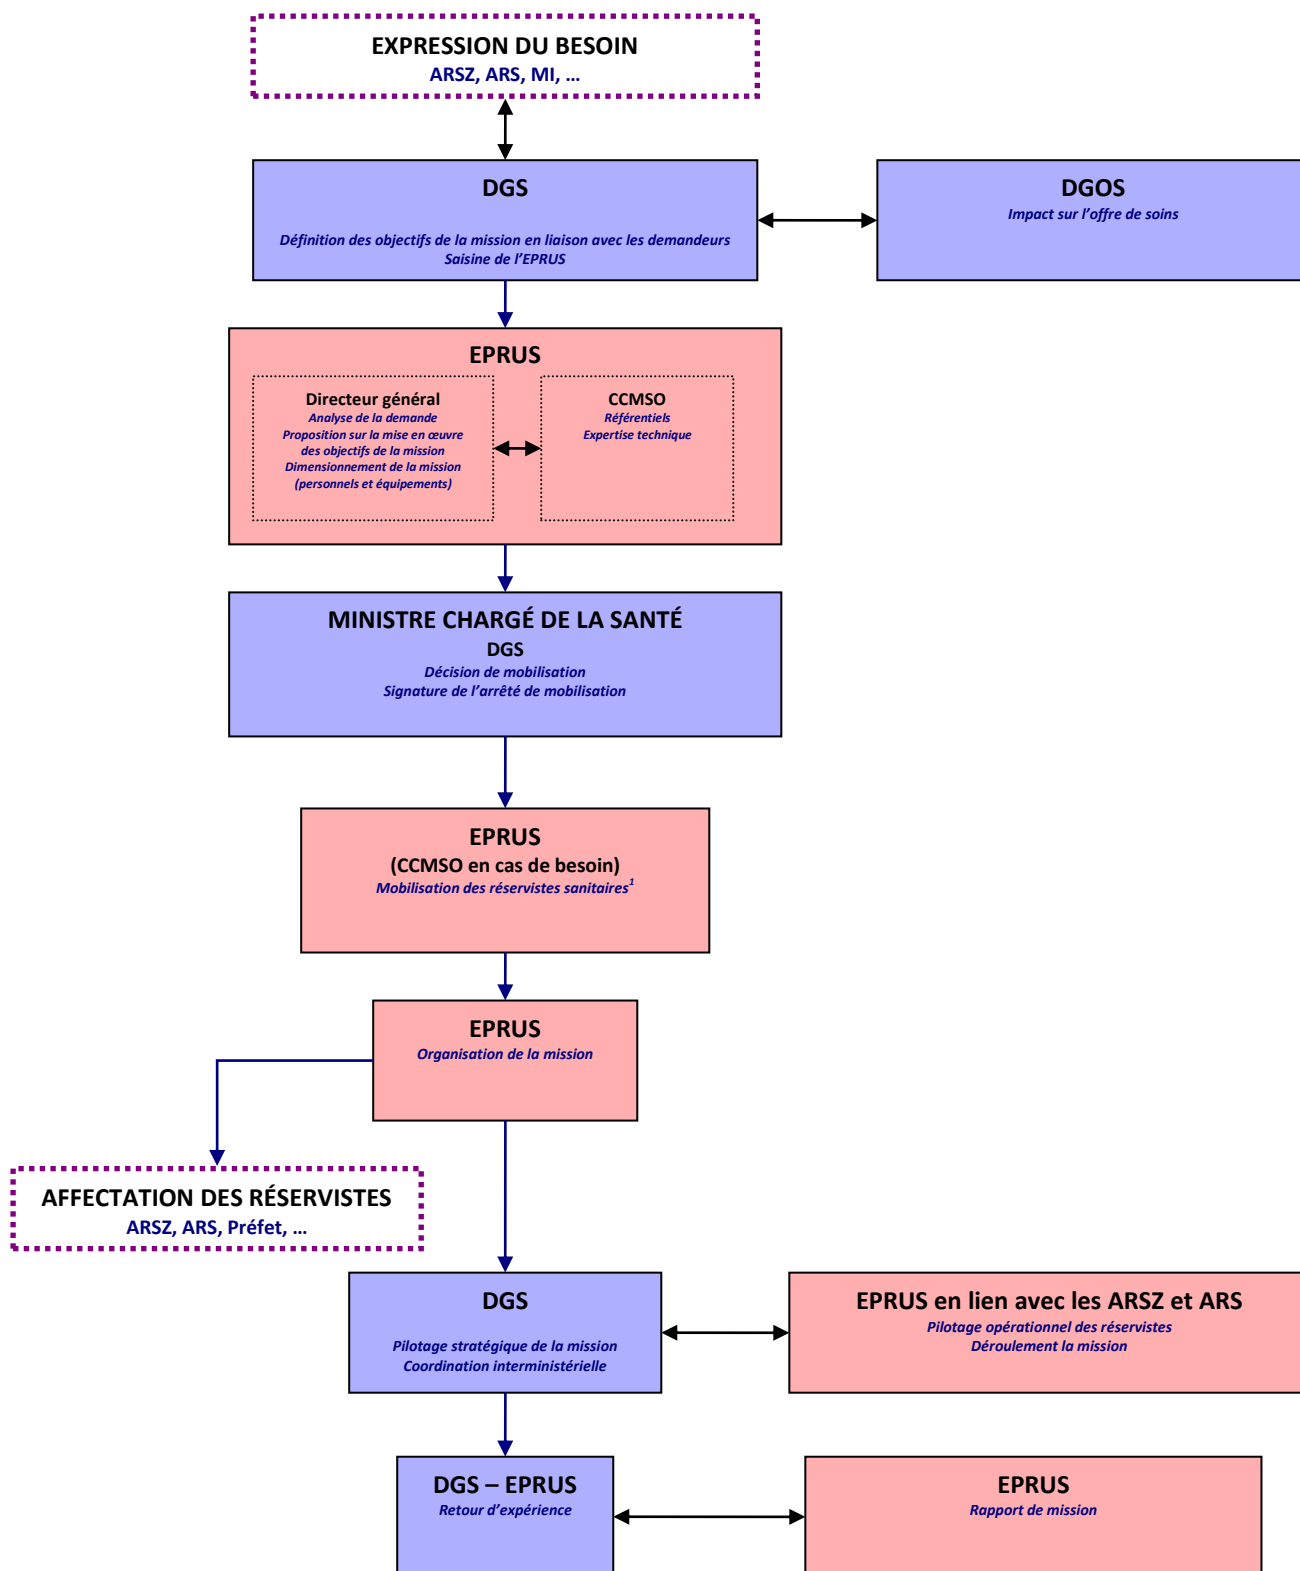 EXPRESSION DU BESOIN
ARSZ, ARS, MI, …
DGS
Définition des objectifs de la mission en liaison avec les demandeurs
Saisine de l’EPRUS
DGOS
Impact sur l’offre de soins
EPRUS
Directeur général
Analyse de la demande
Proposition sur la mise en œuvre
des objectifs de la mission
Dimensionnement de la mission
(personnels et équipements)
CCMSO
Référentiels
Expertise technique
MINISTRE CHARGÉ DE LA SANTÉ
DGS
Décision de mobilisation
Signature de l’arrêté de mobilisation
EPRUS
(CCMSO en cas de besoin)
Mobilisation des réservistes sanitaires¹
EPRUS
Organisation de la mission
AFFECTATION DES RÉSERVISTES
ARSZ, ARS, Préfet, …
DGS
Pilotage stratégique de la mission
Coordination interministérielle
EPRUS en lien avec les ARSZ et ARS
Pilotage opérationnel des réservistes
Déroulement la mission
DGS – EPRUS
Retour d’expérience
EPRUS
Rapport de mission